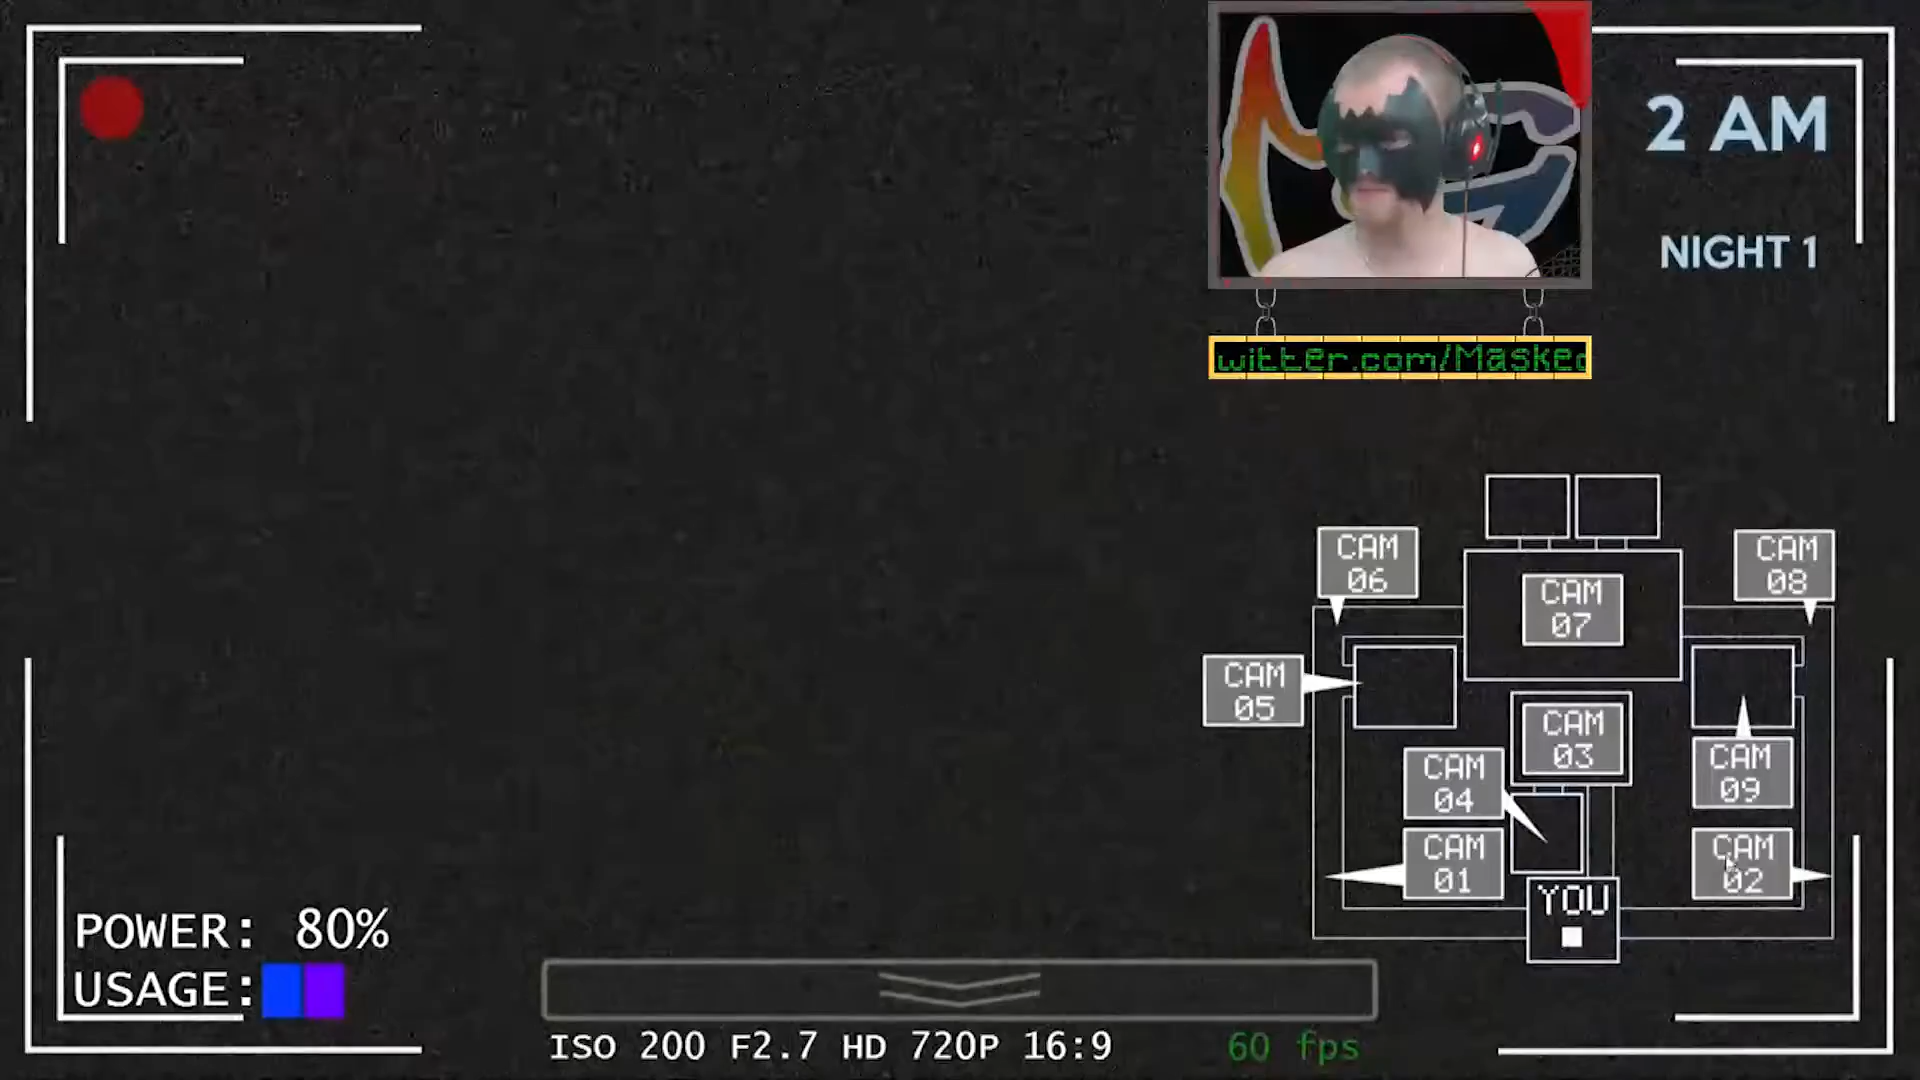 2 AM
NIGHT 1
witter.com/Masked
CAM
06
CAM
07
CAM
08
CAM
05
CAM
03
CAM
04
CAM
09
CAM
01
CAM
02
YOU
POWER: 80%
USAGE:
ISO 200 F2.7 HD 720P 16:9
60 fps